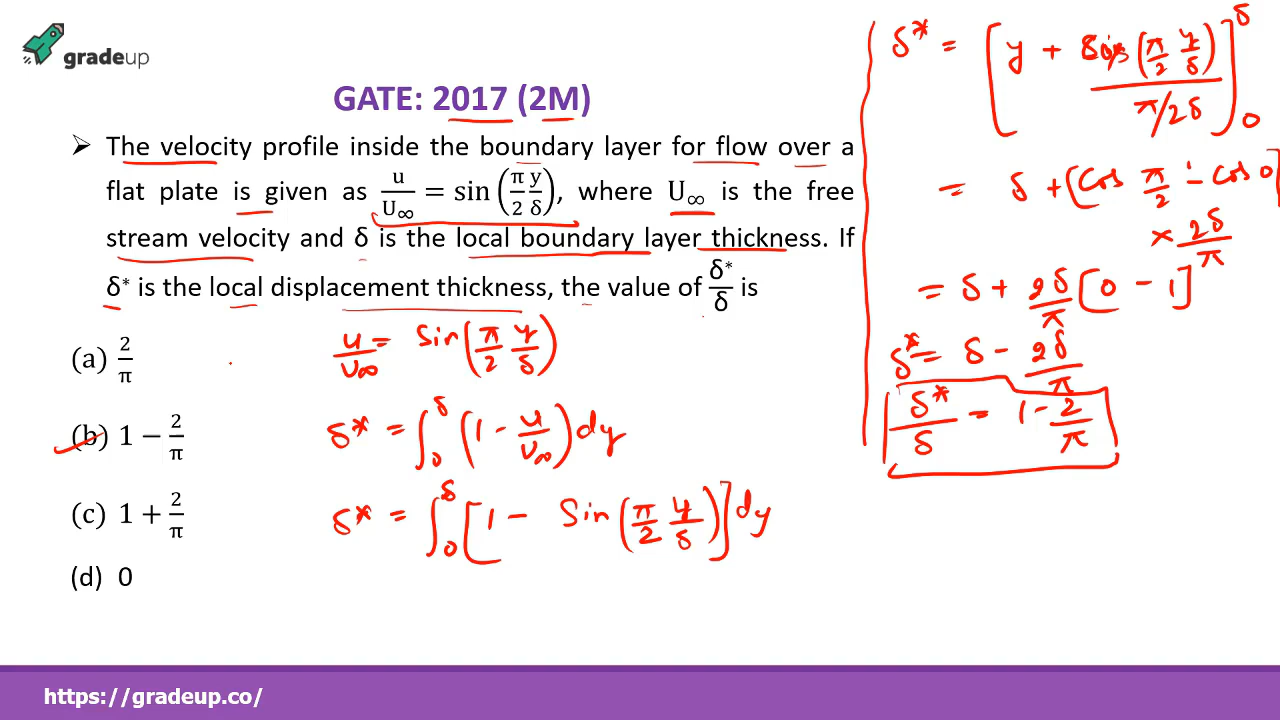 gradeup
GATE: 2017 (2M)
➢ The velocity profile inside the boundary layer for flow over a
flat plate is given as u/U∞ = sin (π/2 y/δ), where U∞ is the free
stream velocity and δ is the local boundary layer thickness. If
δ* is the local displacement thickness, the value of δ*/δ is
(a) 2/π
(b) 1 − 2/π
(c) 1 + 2/π
(d) 0
u/U∞ = Sin (π/2 y/δ)
δ* = ∫₀^δ (1 − u/U∞) dy
δ* = ∫₀^δ [1 − Sin (π/2 y/δ)] dy
δ* = [y + (π/2 y/δ) / π/2δ]₀^δ
= δ + [Cos π/2 − Cos 0]
× 2δ/π
= δ + 2δ/π [0 − 1]
δ* = δ − 2δ/π
δ*/δ = 1 − 2/π
https://gradeup.co/